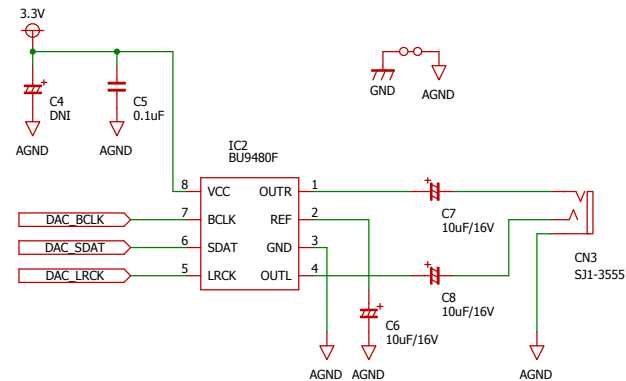 3.3V
+
C4
DNI
C5
0.1uF
GND
AGND
AGND
AGND
IC2
BU9480F
8 VCC OUTR 1
7 BCLK REF 2
6 SDAT GND 3
5 LRCK OUTL 4
DAC_BCLK
DAC_SDAT
DAC_LRCK
+
C7
10uF/16V
+
C8
10uF/16V
CN3
SJ1-3555
+
C6
10uF/16V
AGND
AGND
AGND